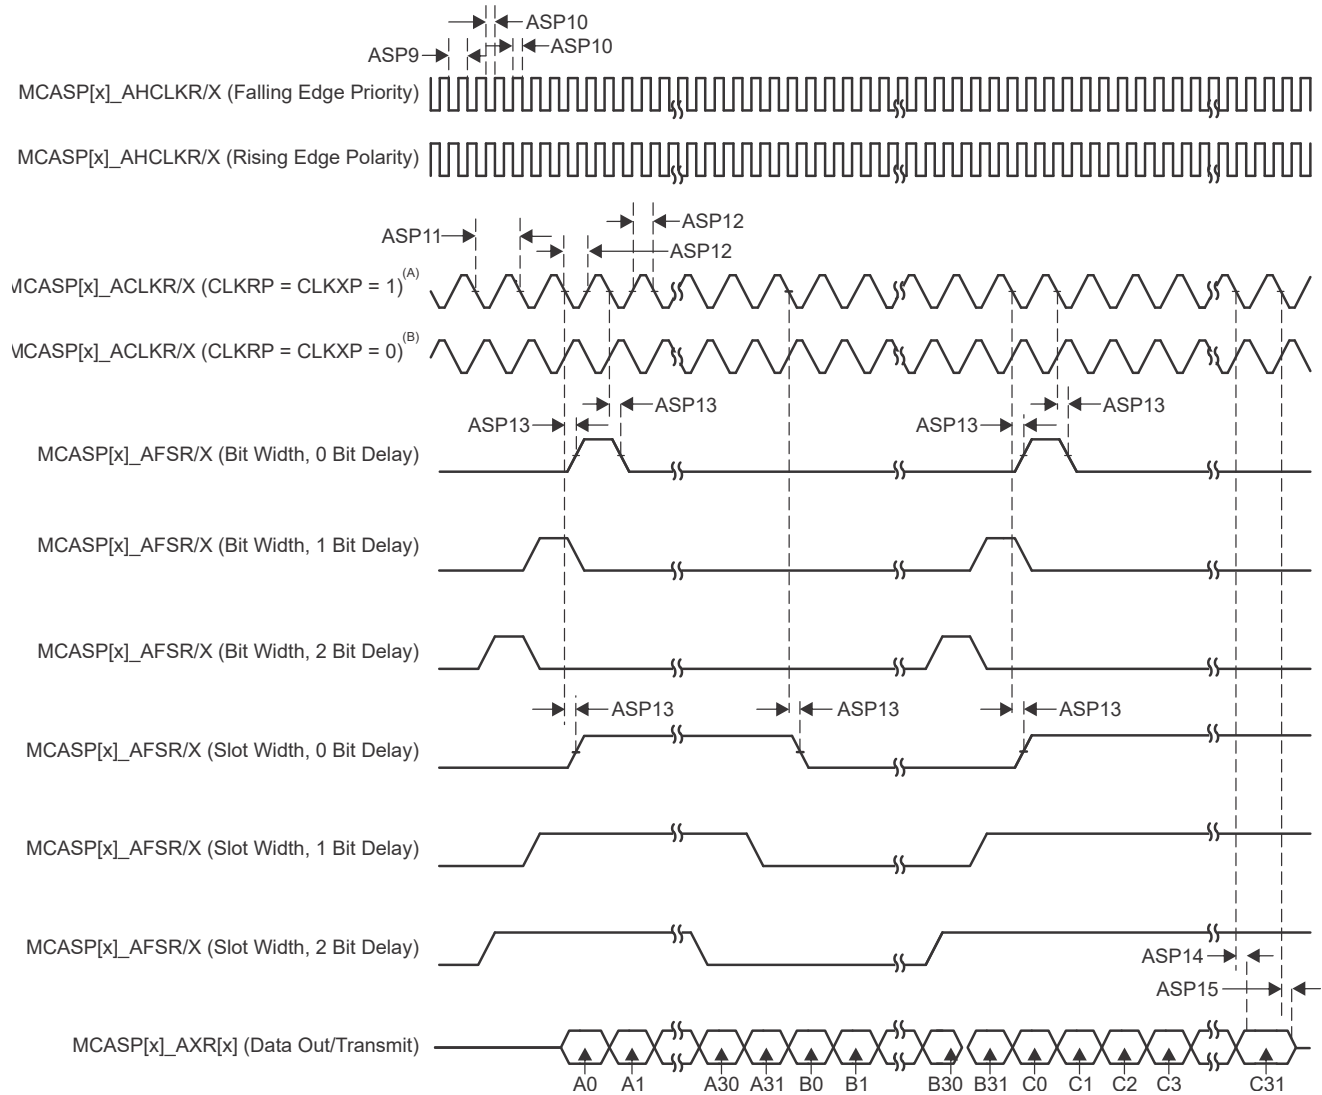 ASP10
ASP10
ASP9
MCASP[x]_AHCLKR/X (Falling Edge Priority)
MCASP[x]_AHCLKR/X (Rising Edge Polarity)
ASP12
ASP11
ASP12
MCASP[x]_ACLKR/X (CLKRP = CLKXP = 1)(A)
MCASP[x]_ACLKR/X (CLKRP = CLKXP = 0)(B)
ASP13 ASP13
ASP13 ASP13
MCASP[x]_AFSR/X (Bit Width, 0 Bit Delay)
MCASP[x]_AFSR/X (Bit Width, 1 Bit Delay)
MCASP[x]_AFSR/X (Bit Width, 2 Bit Delay)
ASP13 ASP13 ASP13
MCASP[x]_AFSR/X (Slot Width, 0 Bit Delay)
MCASP[x]_AFSR/X (Slot Width, 1 Bit Delay)
MCASP[x]_AFSR/X (Slot Width, 2 Bit Delay)
ASP14
ASP15
MCASP[x]_AXR[x] (Data Out/Transmit)
A0 A1 A30 A31 B0 B1 B30 B31 C0 C1 C2 C3 C31